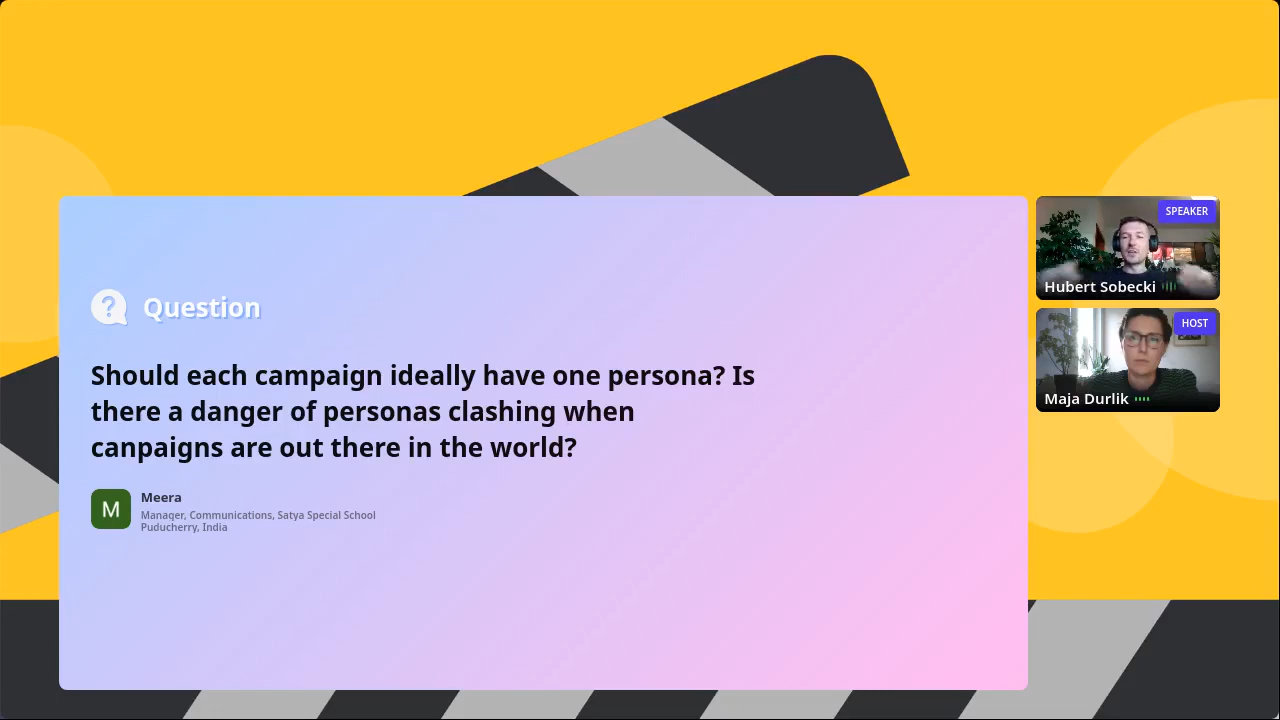 Question
Should each campaign ideally have one persona? Is
there a danger of personas clashing when
canpaigns are out there in the world?
M
Meera
Manager, Communications, Satya Special School
Puducherry, India
SPEAKER
Hubert Sobecki
HOST
Maja Durlik